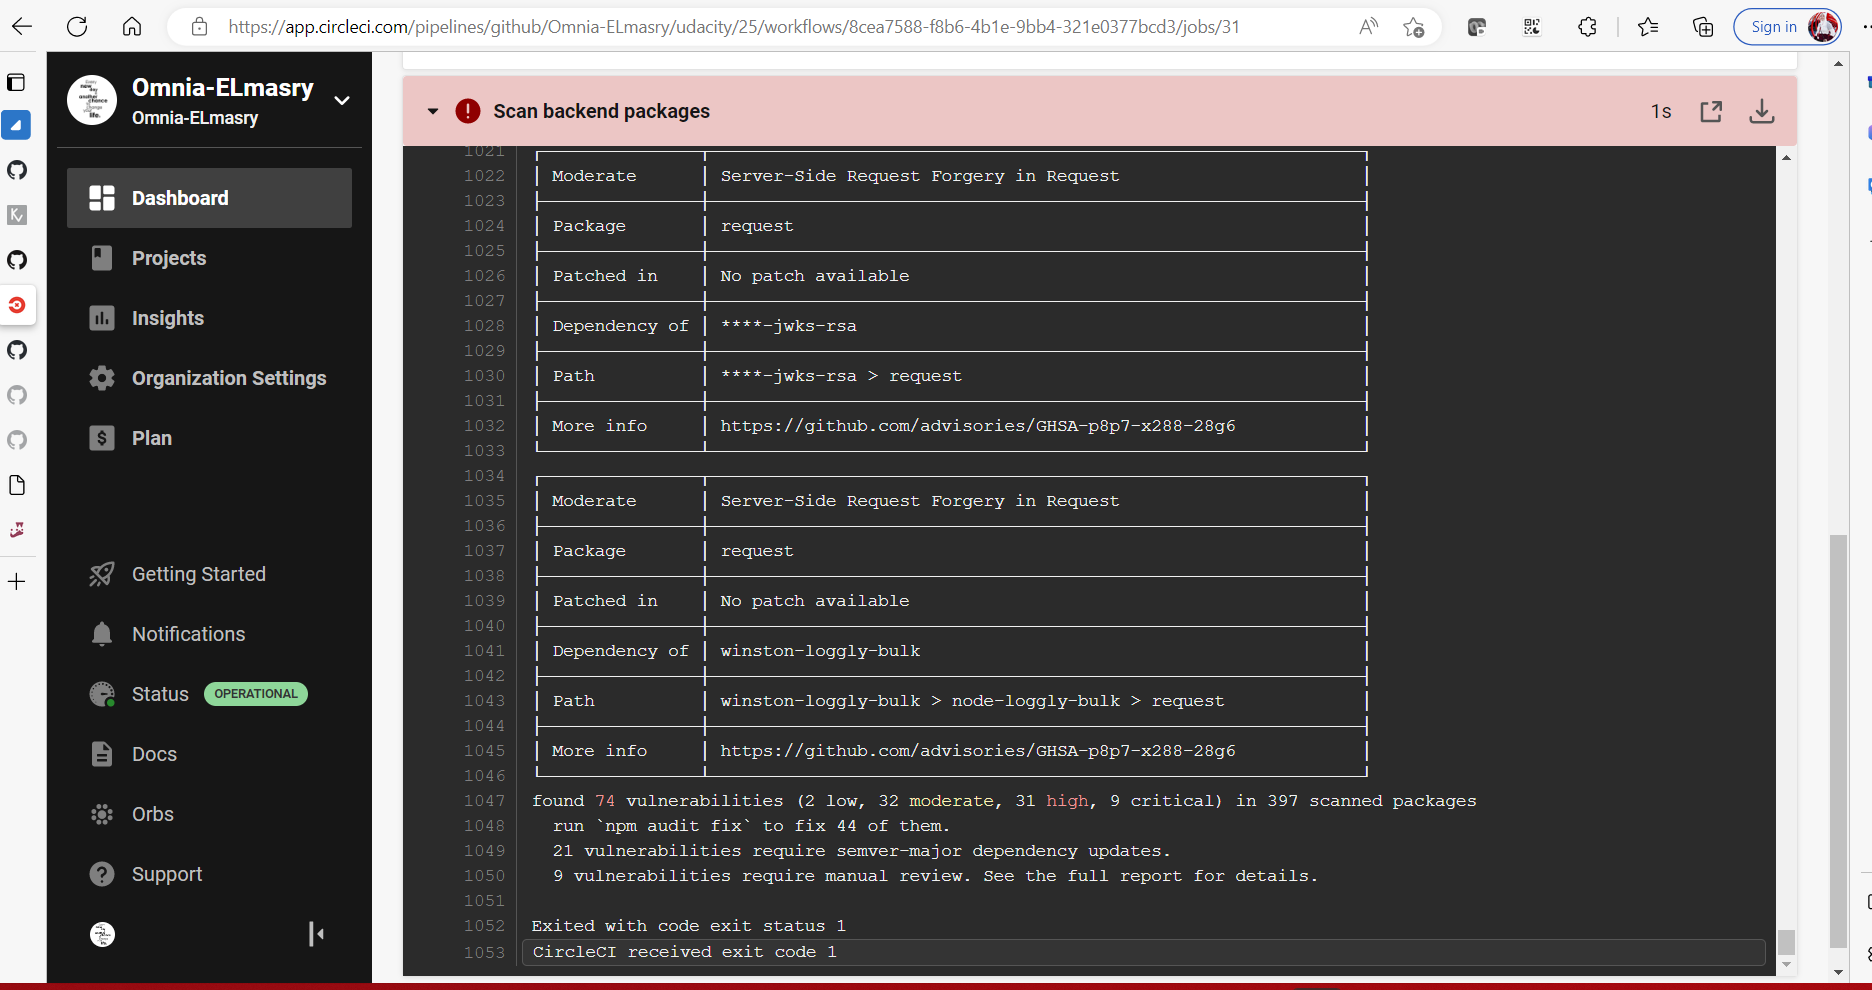 https://app.circleci.com/pipelines/github/Omnia-ELmasry/udacity/25/workflows/8cea7588-f8b6-4b1e-9bb4-321e0377bcd3/jobs/31
Sign in
Omnia-ELmasry
Omnia-ELmasry
Dashboard
Projects
Insights
Organization Settings
Plan
Getting Started
Notifications
Status OPERATIONAL
Docs
Orbs
Support
Scan backend packages 1s
1021
1022 Moderate Server-Side Request Forgery in Request
1023
1024 Package request
1025
1026 Patched in No patch available
1027
1028 Dependency of ****-jwks-rsa
1029
1030 Path ****-jwks-rsa > request
1031
1032 More info https://github.com/advisories/GHSA-p8p7-x288-28g6
1033
1034
1035 Moderate Server-Side Request Forgery in Request
1036
1037 Package request
1038
1039 Patched in No patch available
1040
1041 Dependency of winston-loggly-bulk
1042
1043 Path winston-loggly-bulk > node-loggly-bulk > request
1044
1045 More info https://github.com/advisories/GHSA-p8p7-x288-28g6
1046
1047 found 74 vulnerabilities (2 low, 32 moderate, 31 high, 9 critical) in 397 scanned packages
1048 run `npm audit fix` to fix 44 of them.
1049 21 vulnerabilities require semver-major dependency updates.
1050 9 vulnerabilities require manual review. See the full report for details.
1051
1052 Exited with code exit status 1
1053 CircleCI received exit code 1